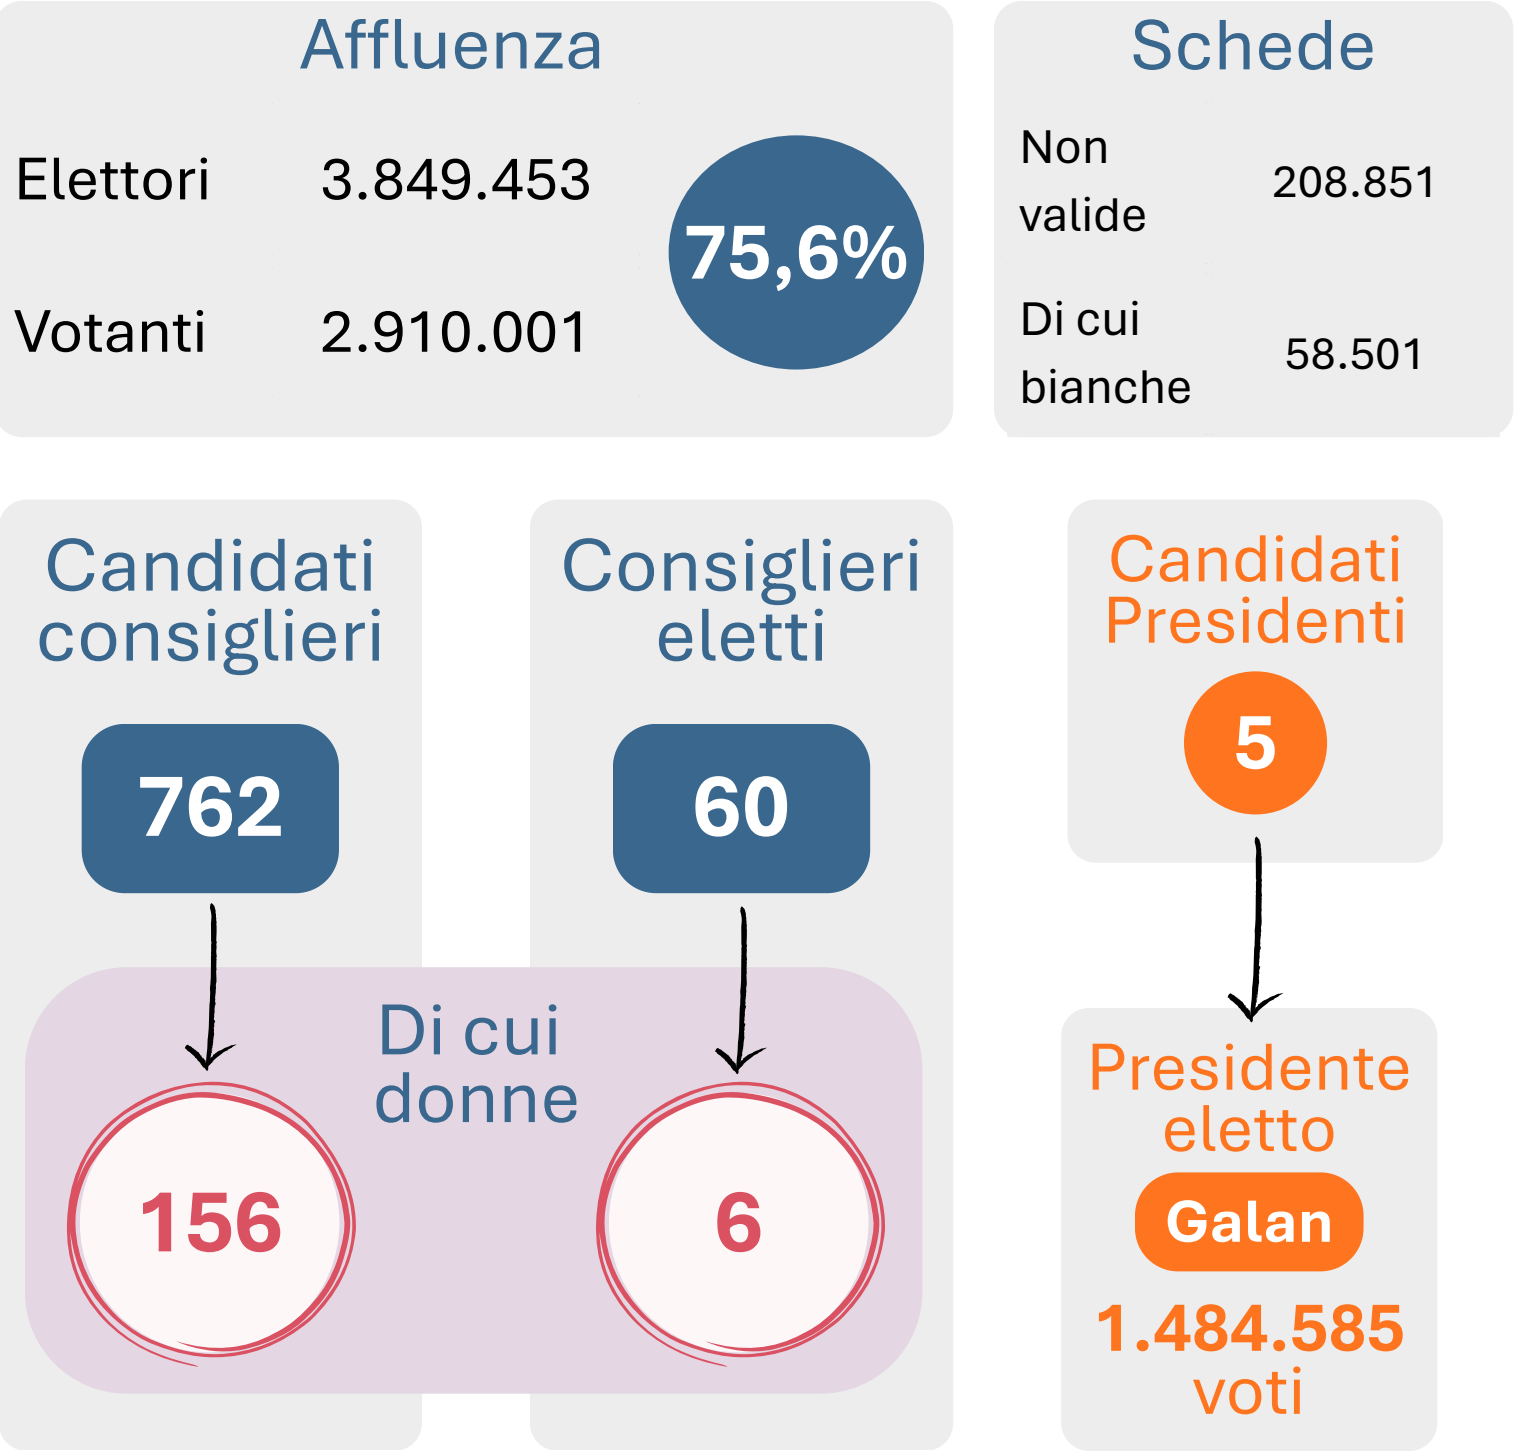 Affluenza
Elettori 3.849.453
75,6%
Votanti 2.910.001
Schede
Non
valide
208.851
Di cui
bianche
58.501
Candidati
consiglieri
762
Consiglieri
eletti
60
Di cui
donne
156
6
Candidati
Presidenti
5
Presidente
eletto
Galan
1.484.585
voti